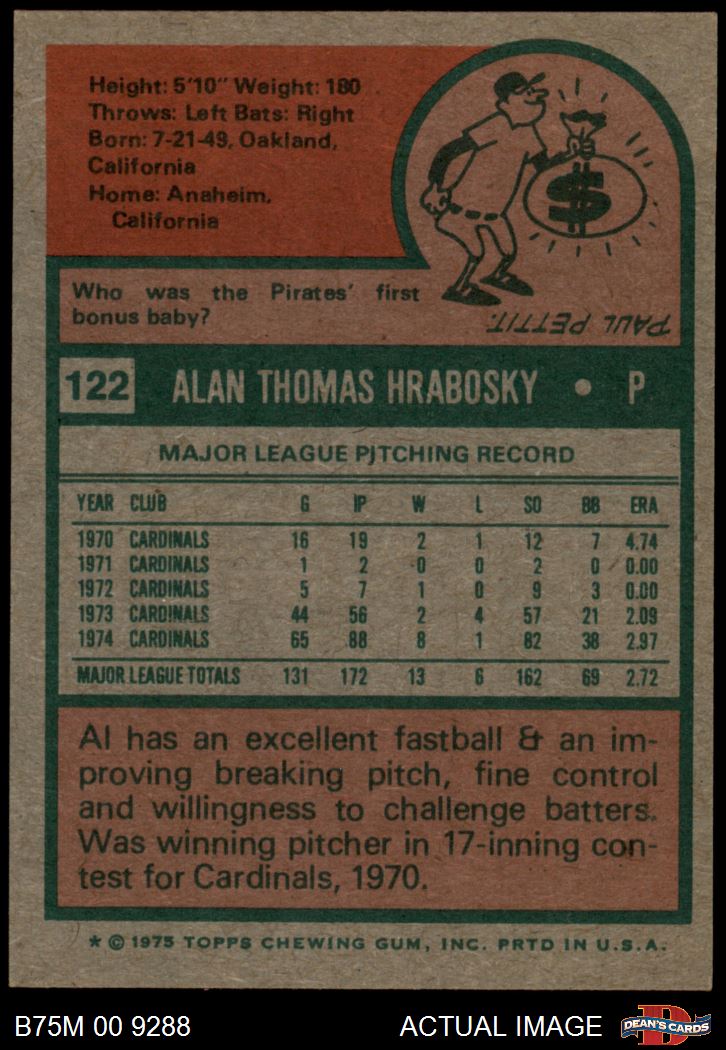 Height: 5'10" Weight: 180
Throws: Left Bats: Right
Born: 7-21-49, Oakland,
California
Home: Anaheim,
California
$
Who was the Pirates' first
bonus baby?
PAUL PETTIT.
122 ALAN THOMAS HRABOSKY • P
MAJOR LEAGUE PITCHING RECORD
YEAR CLUB G IP W L SO BB ERA
1970 CARDINALS 16 19 2 1 12 7 4.74
1971 CARDINALS 1 2 0 0 2 0 0.00
1972 CARDINALS 5 7 1 0 9 3 0.00
1973 CARDINALS 44 56 2 4 57 21 2.09
1974 CARDINALS 65 88 8 1 82 38 2.97
MAJOR LEAGUE TOTALS 131 172 13 6 162 69 2.72
Al has an excellent fastball & an im-
proving breaking pitch, fine control
and willingness to challenge batters.
Was winning pitcher in 17-inning con-
test for Cardinals, 1970.
* © 1975 TOPPS CHEWING GUM, INC. PRTD IN U.S.A.
B75M 00 9288 ACTUAL IMAGE
D
DEAN'S CARDS